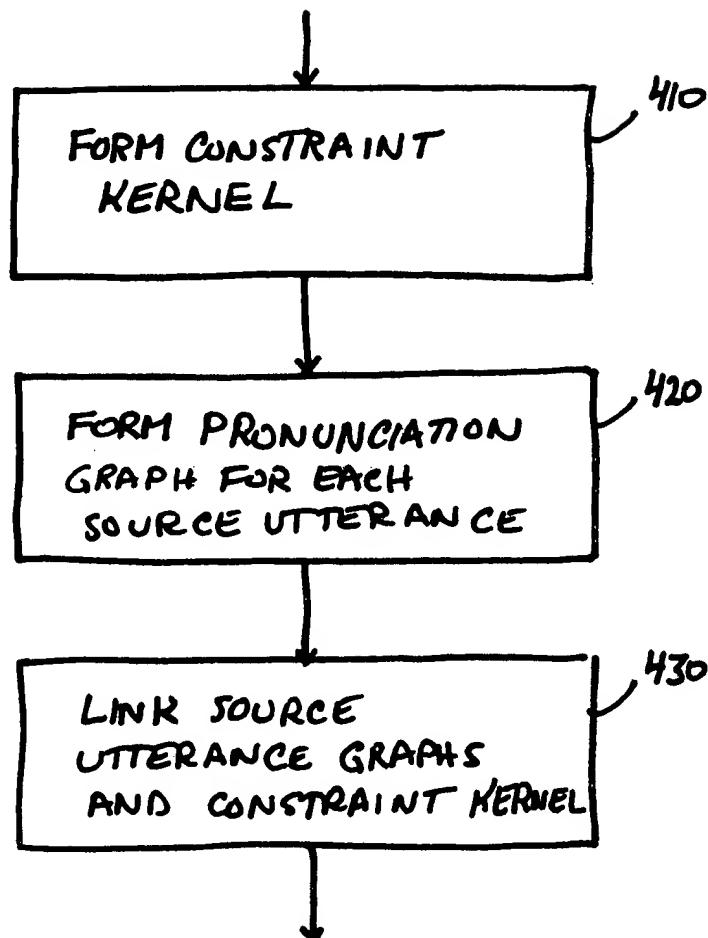 410
FORM CONSTRAINT
KERNEL
420
FORM PRONUNCIATION
GRAPH FOR EACH
SOURCE UTTERANCE
430
LINK SOURCE
UTTERANCE GRAPHS
AND CONSTRAINT KERNEL